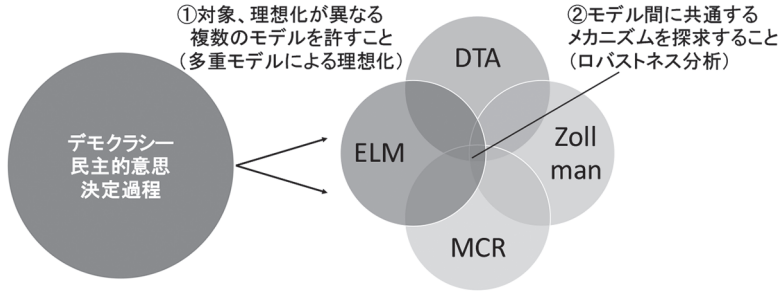 ①対象、理想化が異なる
複数のモデルを許すこと
（多重モデルによる理想化）
②モデル間に共通する
メカニズムを探求すること
（ロバストネス分析）
デモクラシー
民主的意思
決定過程
DTA
ELM
Zoll
man
MCR